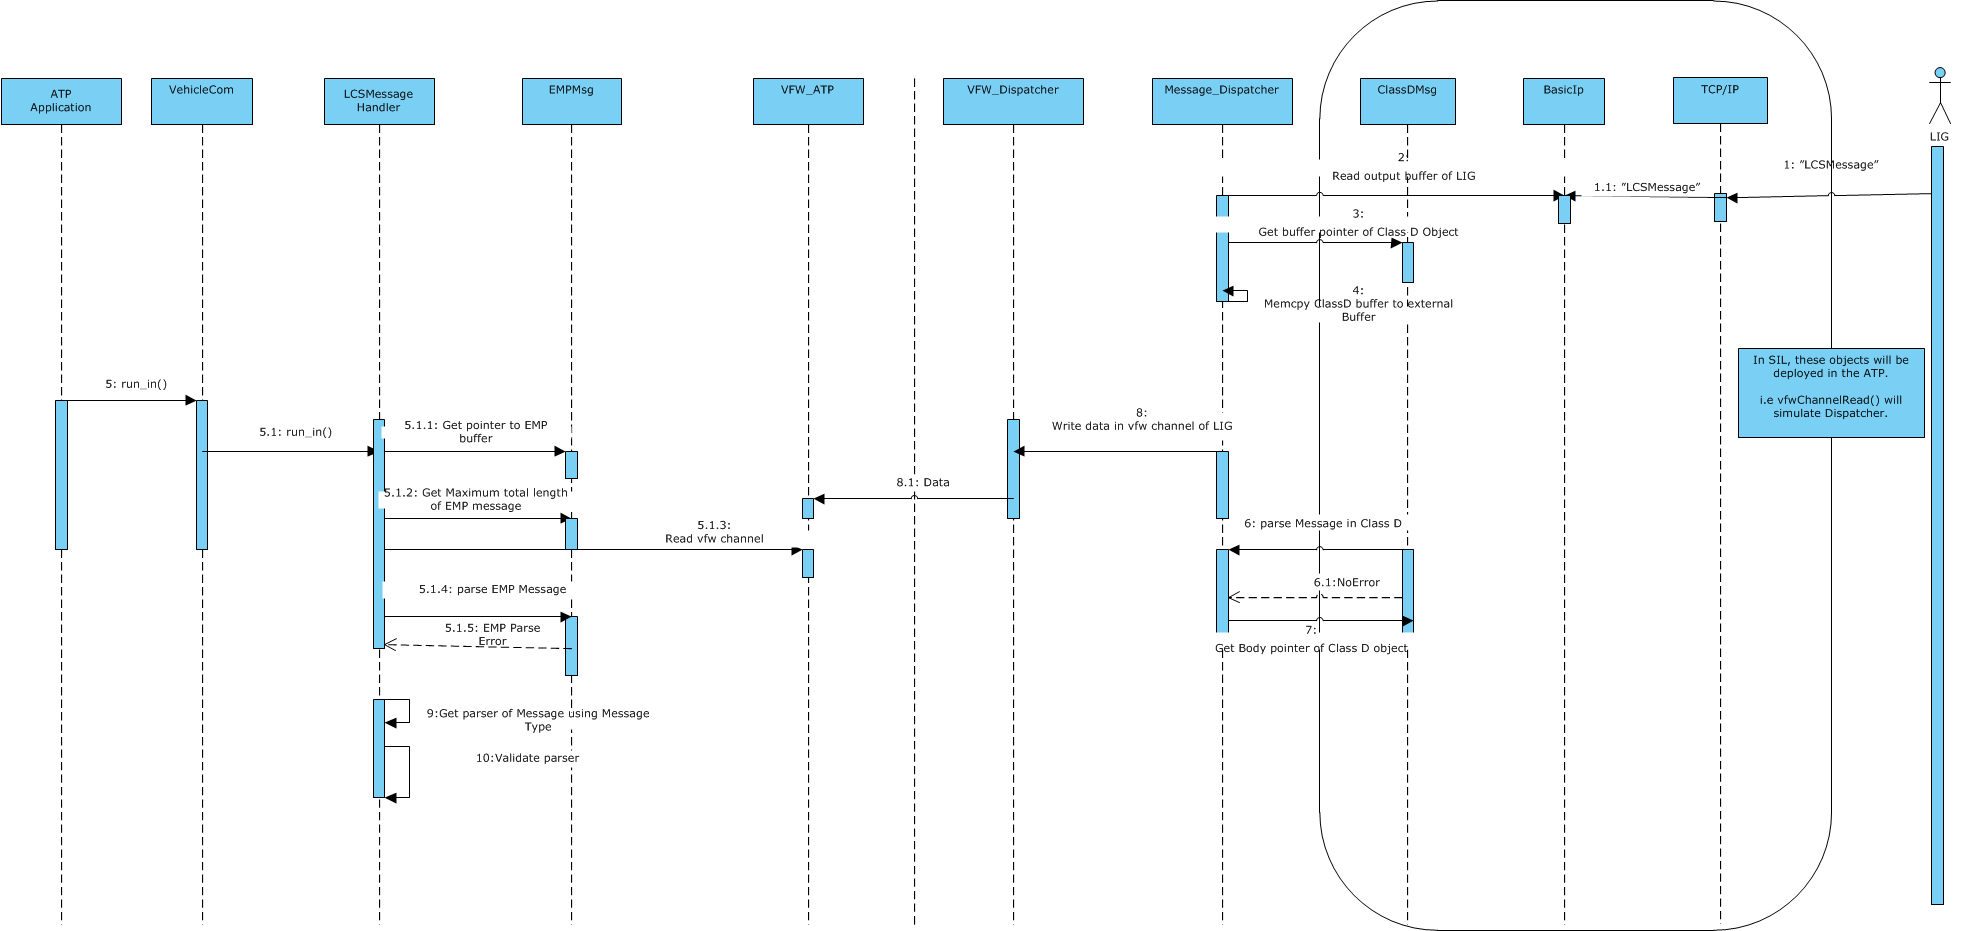 ATP
Application
VehicleCom
LCSMessage
Handler
EMPMsg
VFW_ATP
VFW_Dispatcher
Message_Dispatcher
ClassDMsg
BasicIp
TCP/IP
LIG
1: "LCSMessage"
1.1: "LCSMessage"
2:
Read output buffer of LIG
3:
Get buffer pointer of Class D Object
4:
Memcpy ClassD buffer to external
Buffer
In SIL, these objects will be
deployed in the ATP.
i.e vfwChannelRead() will
simulate Dispatcher.
5: run_in()
5.1: run_in()
5.1.1: Get pointer to EMP
buffer
8:
Write data in vfw channel of LIG
8.1: Data
5.1.2: Get Maximum total length
of EMP message
5.1.3:
Read vfw channel
6: parse Message in Class D
6.1:NoError
5.1.4: parse EMP Message
5.1.5: EMP Parse
Error
7:
Get Body pointer of Class D object
9:Get parser of Message using Message
Type
10:Validate parser